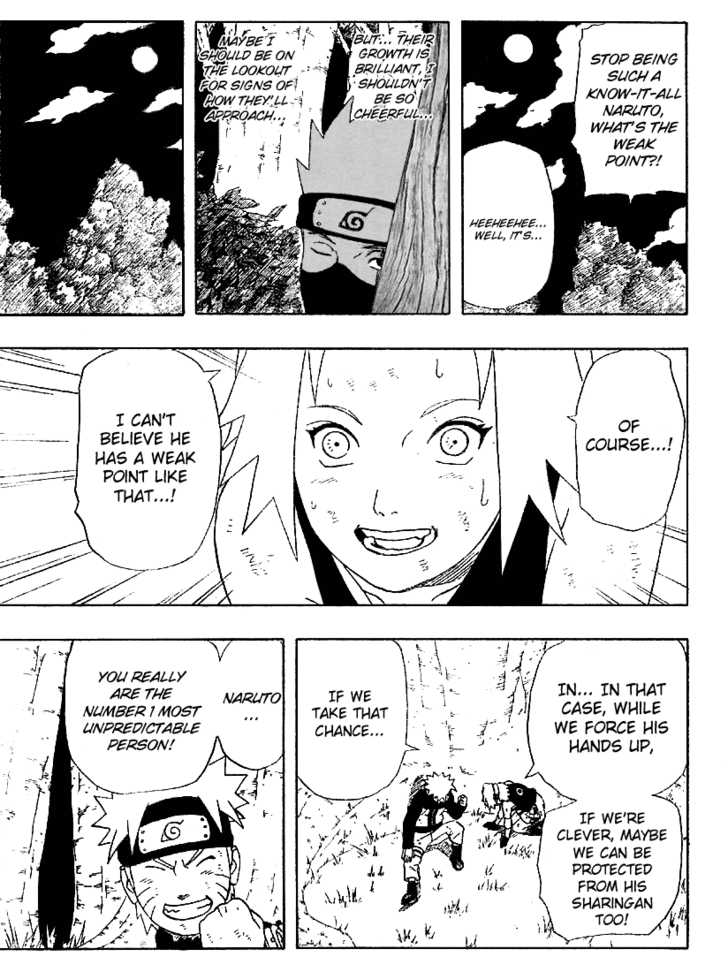 STOP BEING
SUCH A
KNOW-IT-ALL
NARUTO,
WHAT'S THE
WEAK
POINT?!
HEEHEEHEE...
WELL, IT'S...
BUT... THEIR
GROWTH IS
BRILLIANT, I
SHOULDN'T
BE SO
CHEERFUL...
MAYBE I
SHOULD BE ON
THE LOOKOUT
FOR SIGNS OF
HOW THEY'LL
APPROACH...
OF
COURSE...!
I CAN'T
BELIEVE HE
HAS A WEAK
POINT LIKE
THAT...!
IN... IN THAT
CASE, WHILE
WE FORCE HIS
HANDS UP,
IF WE'RE
CLEVER, MAYBE
WE CAN BE
PROTECTED
FROM HIS
SHARINGAN
TOO!
IF WE
TAKE THAT
CHANCE...
NARUTO
...
YOU REALLY
ARE THE
NUMBER 1 MOST
UNPREDICTABLE
PERSON!